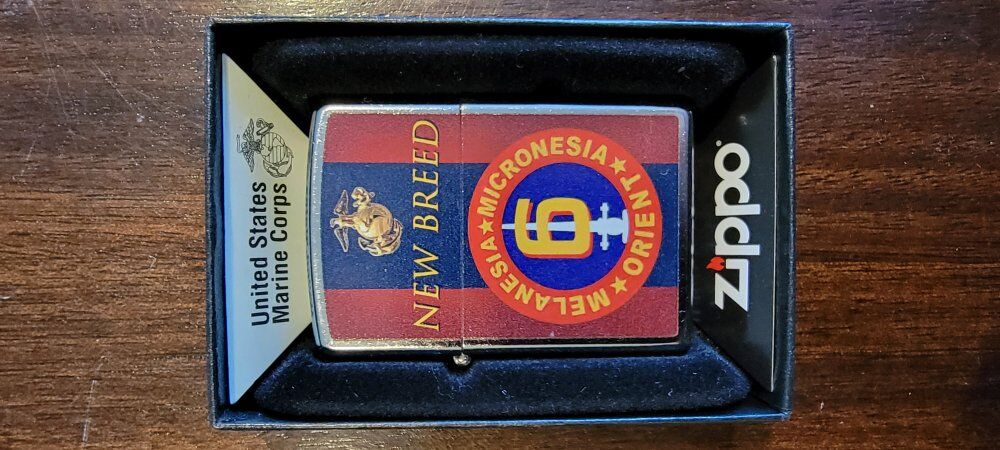 United States
Marine Corps
NEW BREED
MELANESIA★MICRONESIA★ORIENT★
6
zippo